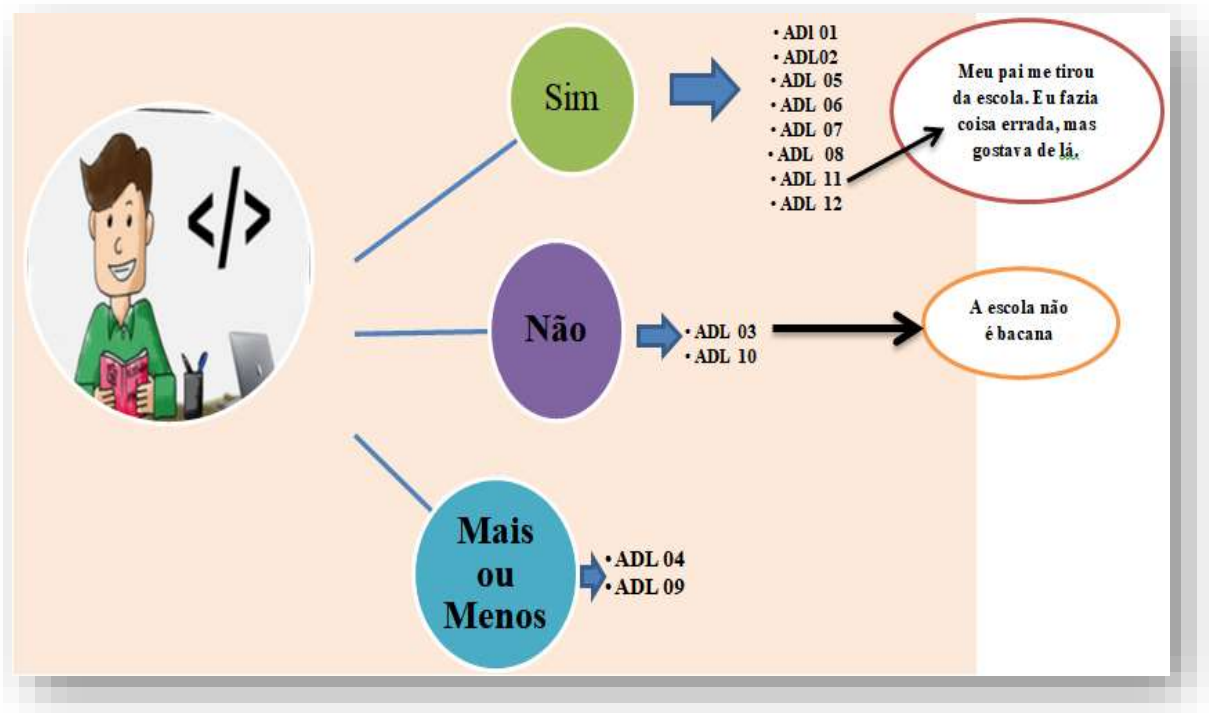 </>
Sim
• ADl 01
• ADL02
• ADL 05
• ADL 06
• ADL 07
• ADL 08
• ADL 11
• ADL 12
Meu pai me tirou
da escola. Eu fazia
coisa errada, mas
gostava de lá.
Não
• ADL 03
• ADL 10
A escola não
é bacana
Mais
ou
Menos
• ADL 04
• ADL 09